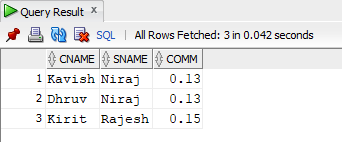 Query Result x
SQL | All Rows Fetched: 3 in 0.042 seconds
CNAME SNAME COMM
1 Kavish Niraj 0.13
2 Dhruv Niraj 0.13
3 Kirit Rajesh 0.15